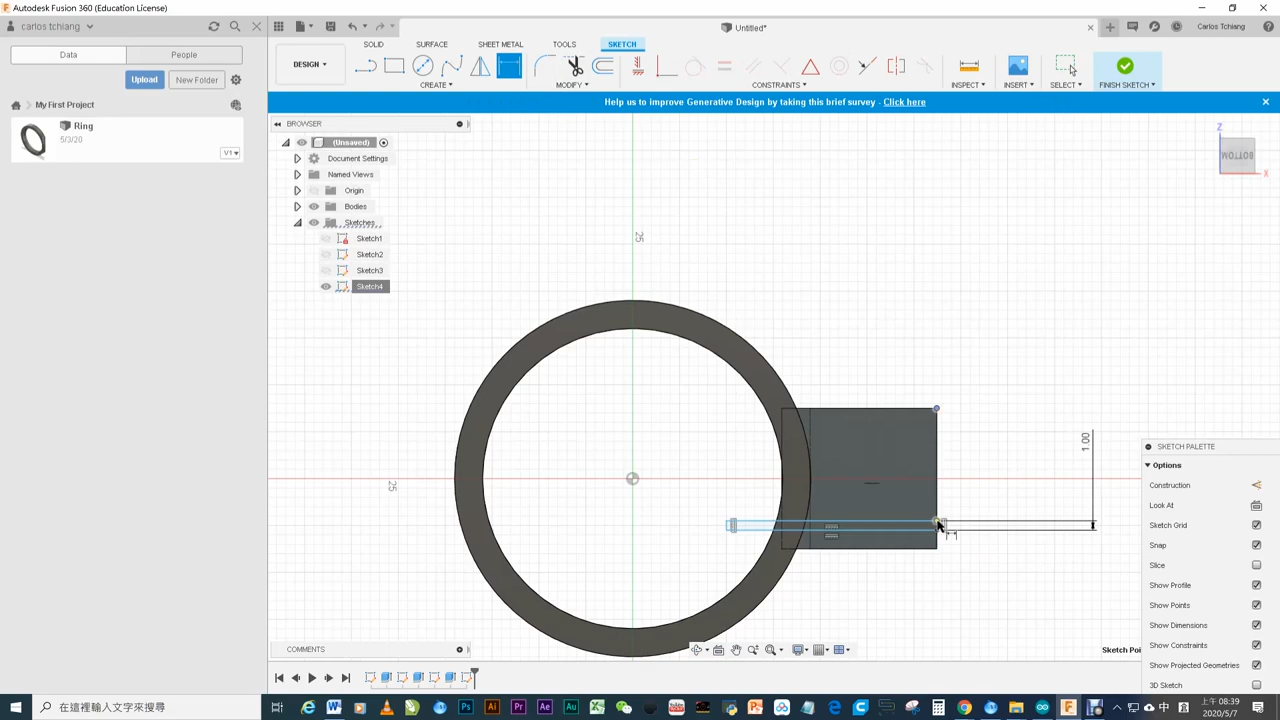 Autodesk Fusion 360 (Education License)
carlos tchiang
Untitled*
Carlos Tchiang
Data
People
Upload
New Folder
My First Project
Ring
5/3/20
V1
DESIGN
SOLID
SURFACE
SHEET METAL
TOOLS
SKETCH
CREATE
MODIFY
CONSTRAINTS
INSPECT
INSERT
SELECT
FINISH SKETCH
Help us to improve Generative Design by taking this brief survey - Click here
BROWSER
(Unsaved)
Document Settings
Named Views
Origin
Bodies
Sketches
Sketch1
Sketch2
Sketch3
Sketch4
Z
BOTTOM
X
25
25
1.00
SKETCH PALETTE
Options
Construction
Look At
Sketch Grid
Snap
Slice
Show Profile
Show Points
Show Dimensions
Show Constraints
Show Projected Geometries
3D Sketch
COMMENTS
Sketch Poi
在這裡輸入文字來搜尋
中
上午 08:39
2020/5/7